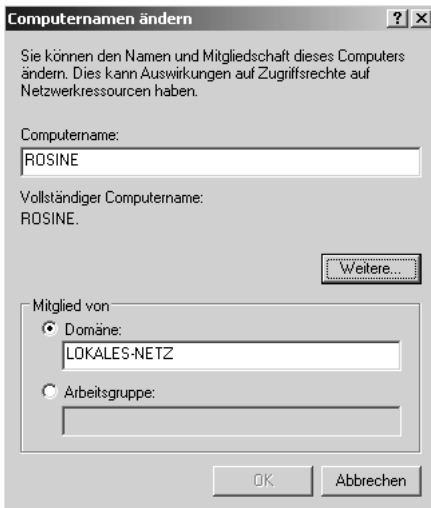 Computernamen ändern
Sie können den Namen und Mitgliedschaft dieses Computers
ändern. Dies kann Auswirkungen auf Zugriffsrechte auf
Netzwerkressourcen haben.
Computername:
ROSINE
Vollständiger Computername:
ROSINE.
Weitere...
Mitglied von
Domäne:
LOKALES-NETZ
Arbeitsgruppe:
OK Abbrechen